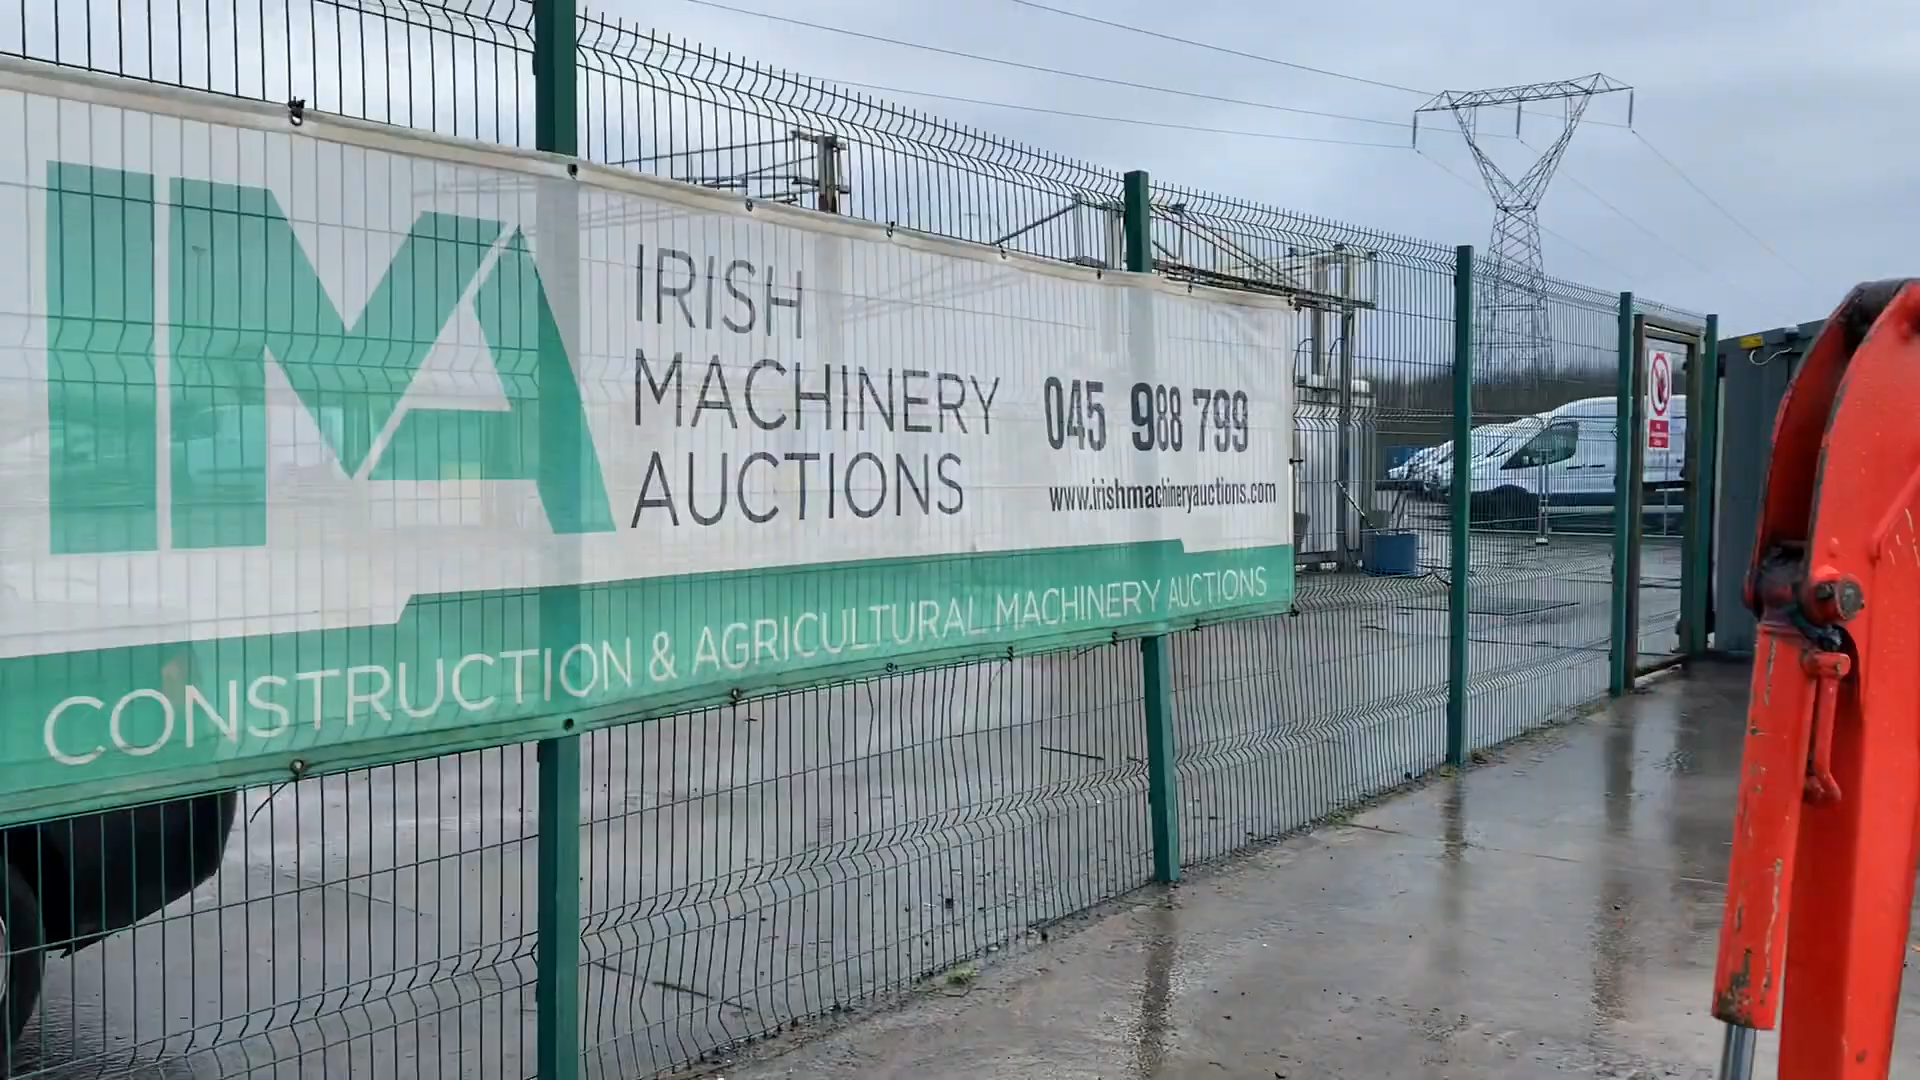 IMA
IRISH
MACHINERY
AUCTIONS
045 988 799
www.irishmachineryauctions.com
CONSTRUCTION & AGRICULTURAL MACHINERY AUCTIONS